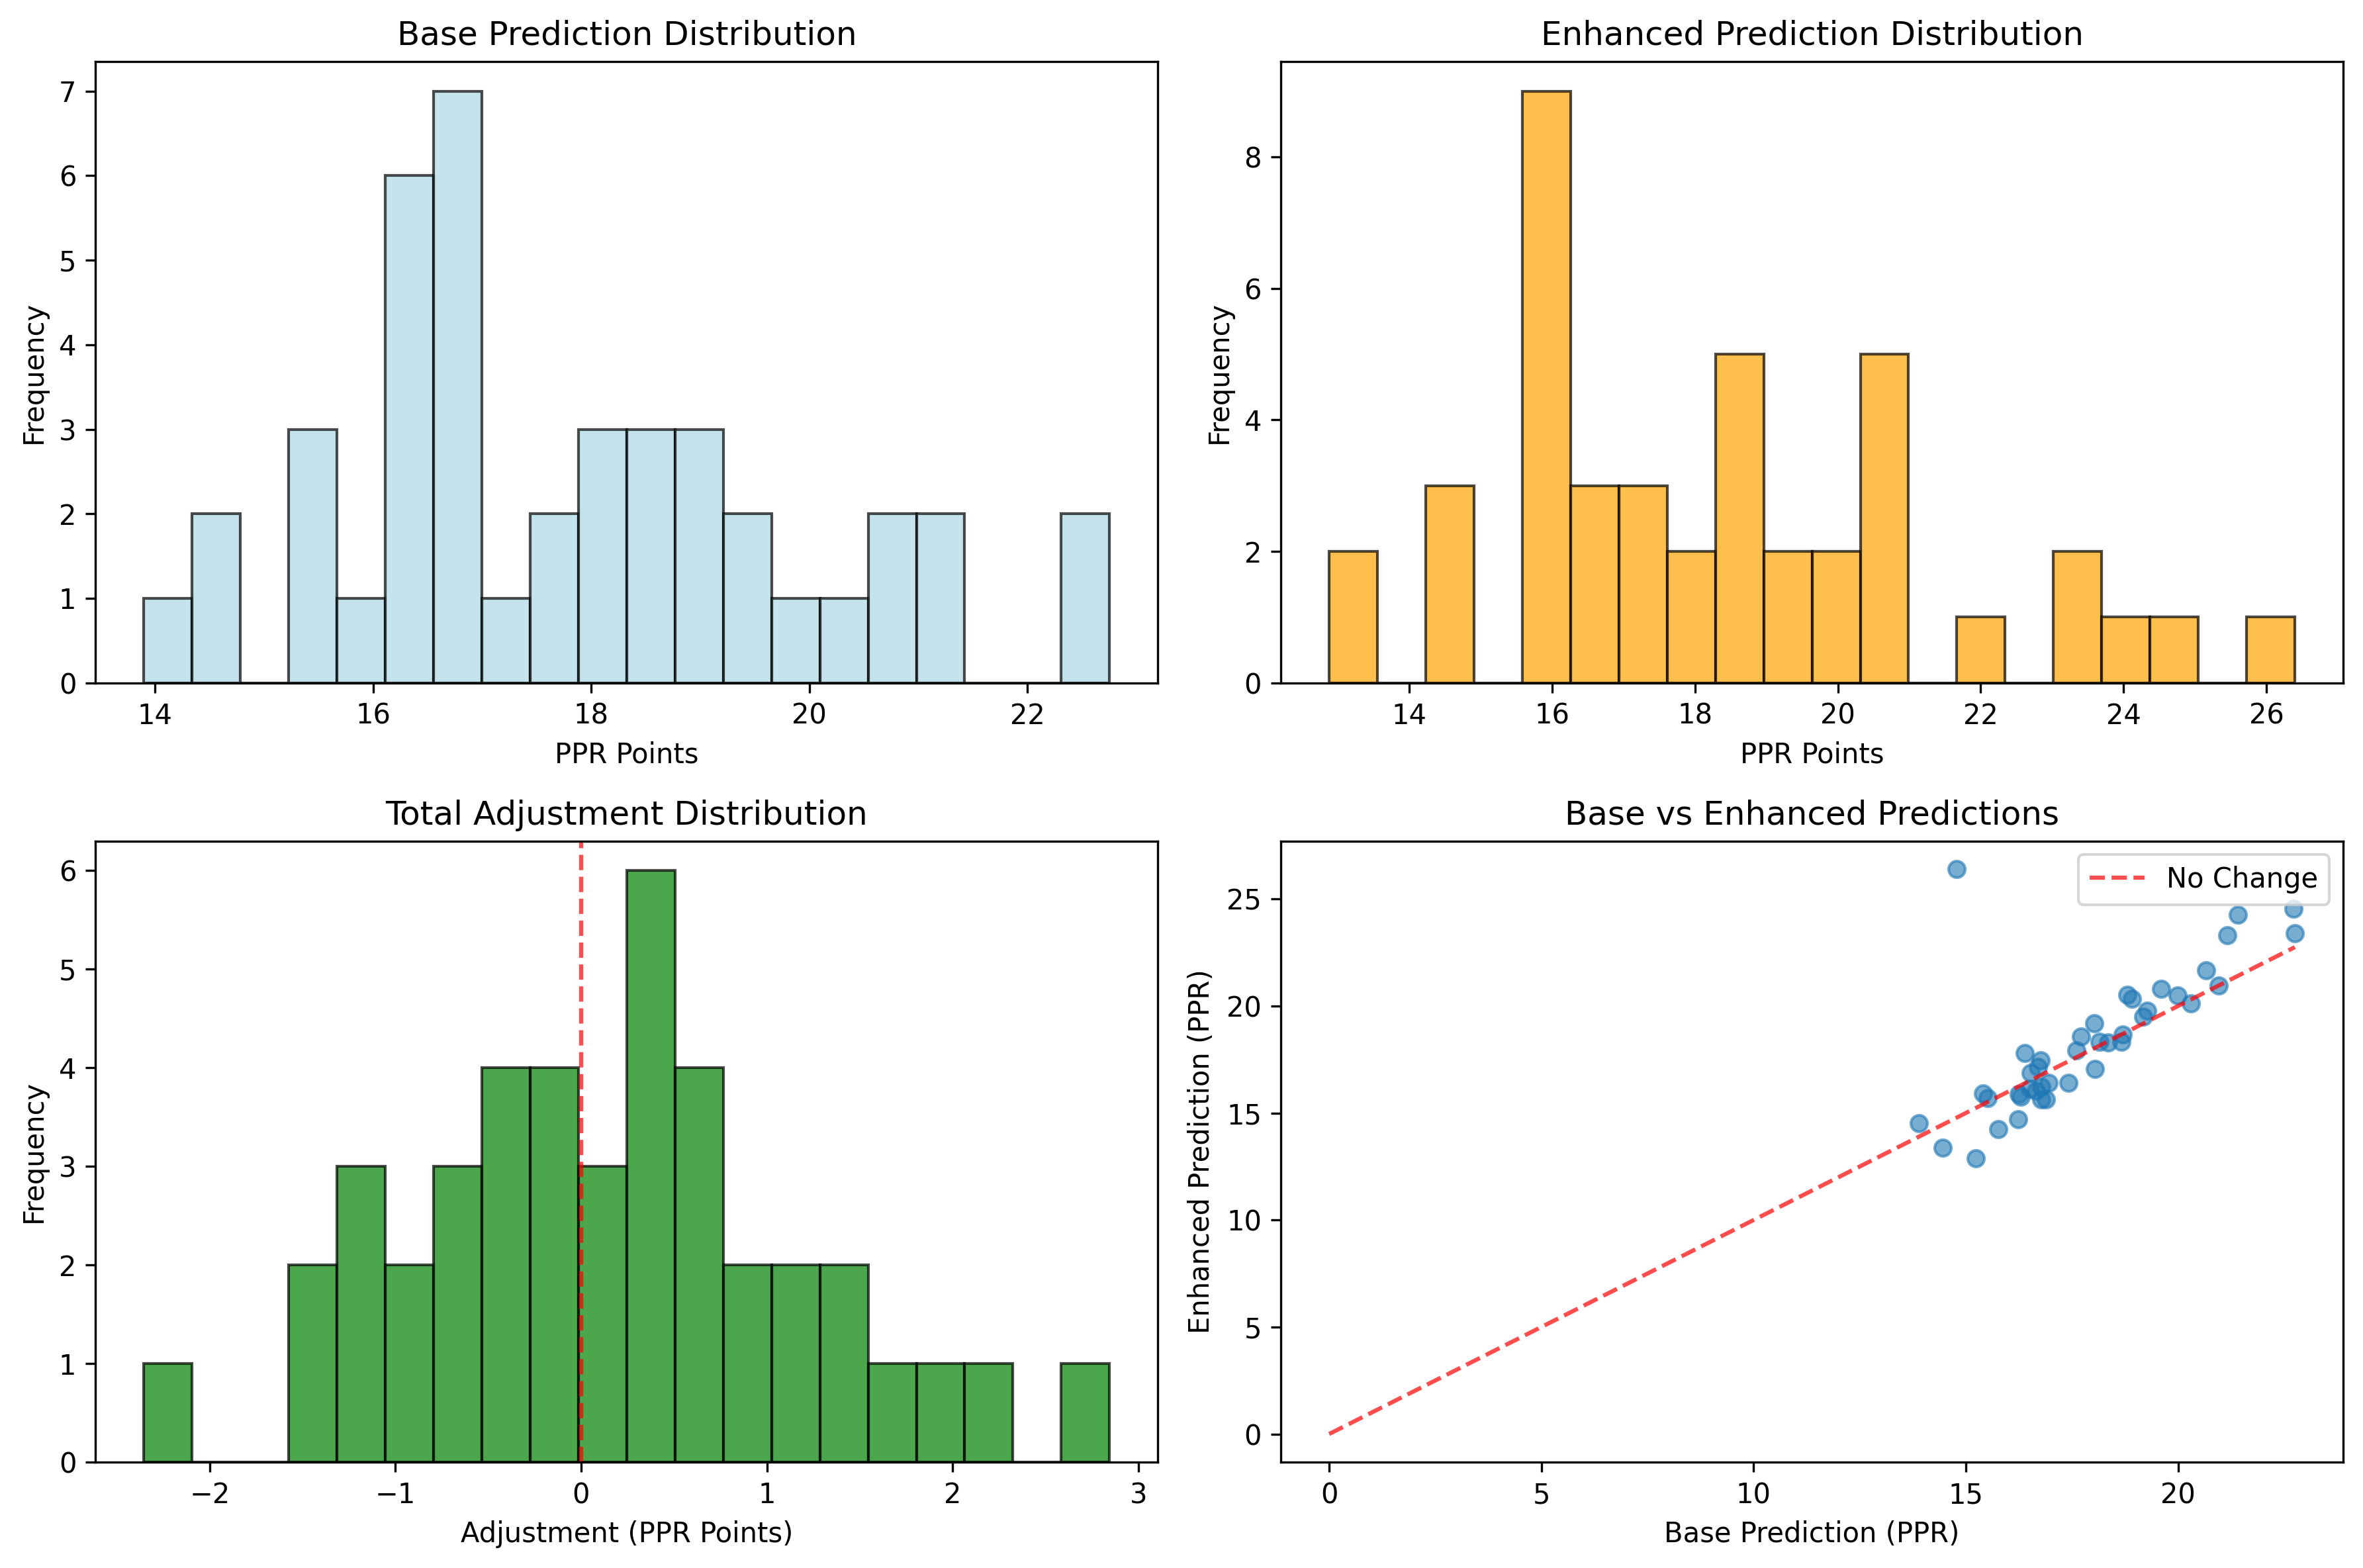 Base Prediction Distribution
Frequency
7
6
5
4
3
2
1
0
14 16 18 20 22
PPR Points
Enhanced Prediction Distribution
Frequency
8
6
4
2
0
14 16 18 20 22 24 26
PPR Points
Total Adjustment Distribution
Frequency
6
5
4
3
2
1
0
−2 −1 0 1 2 3
Adjustment (PPR Points)
Base vs Enhanced Predictions
No Change
Enhanced Prediction (PPR)
25
20
15
10
5
0
0 5 10 15 20
Base Prediction (PPR)